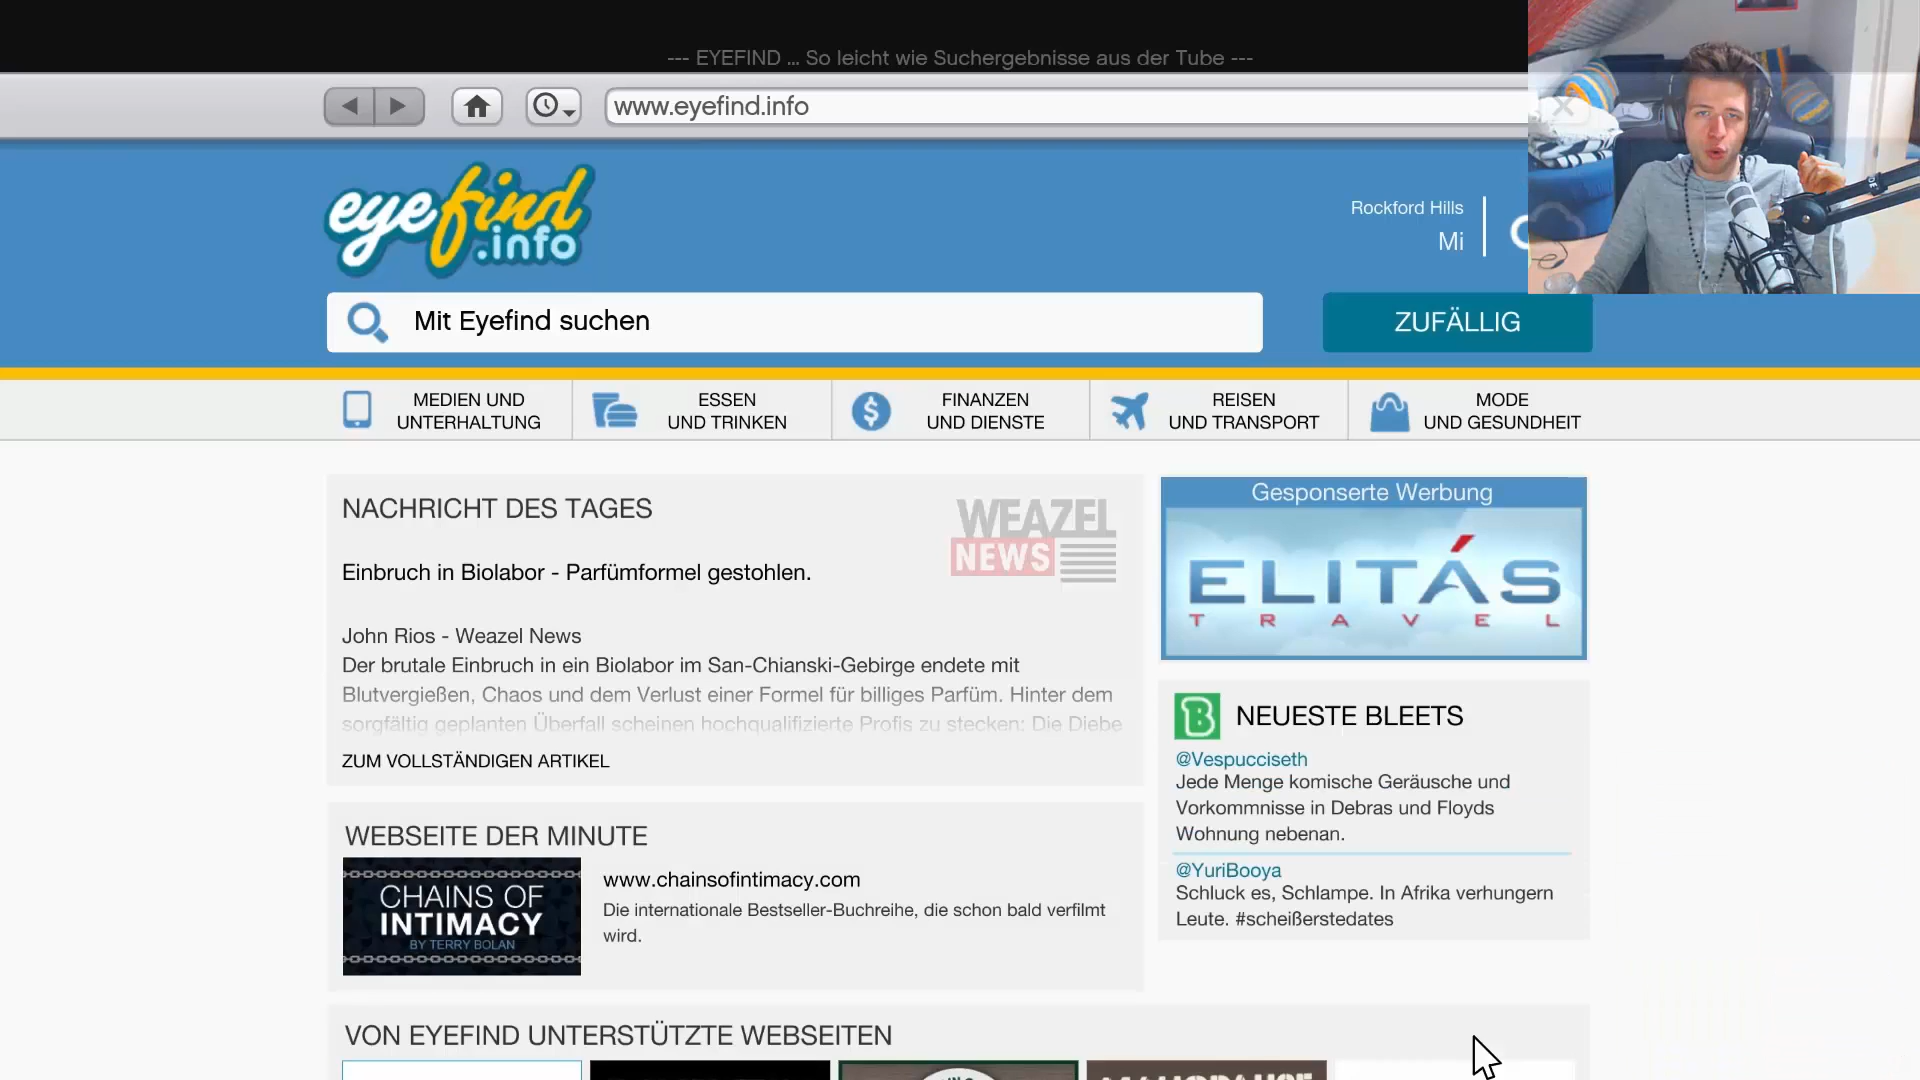 --- EYEFIND ... So leicht wie Suchergebnisse aus der Tube ---
www.eyefind.info
eyefind
.info
Rockford Hills
Mi
Mit Eyefind suchen
ZUFÄLLIG
MEDIEN UND
UNTERHALTUNG
ESSEN
UND TRINKEN
FINANZEN
UND DIENSTE
REISEN
UND TRANSPORT
MODE
UND GESUNDHEIT
NACHRICHT DES TAGES
WEAZEL
NEWS
Einbruch in Biolabor - Parfümformel gestohlen.
John Rios - Weazel News
Der brutale Einbruch in ein Biolabor im San-Chianski-Gebirge endete mit
Blutvergießen, Chaos und dem Verlust einer Formel für billiges Parfüm. Hinter dem
sorgfältig geplanten Überfall scheinen hochqualifizierte Profis zu stecken: Die Diebe
ZUM VOLLSTÄNDIGEN ARTIKEL
Gesponserte Werbung
ELITÁS
TRAVEL
NEUESTE BLEETS
@Vespucciseth
Jede Menge komische Geräusche und
Vorkommnisse in Debras und Floyds
Wohnung nebenan.
@YuriBooya
Schluck es, Schlampe. In Afrika verhungern
Leute. #scheißerstedates
WEBSEITE DER MINUTE
CHAINS OF
INTIMACY
BY TERRY BOLAN
www.chainsofintimacy.com
Die internationale Bestseller-Buchreihe, die schon bald verfilmt
wird.
VON EYEFIND UNTERSTÜTZTE WEBSEITEN